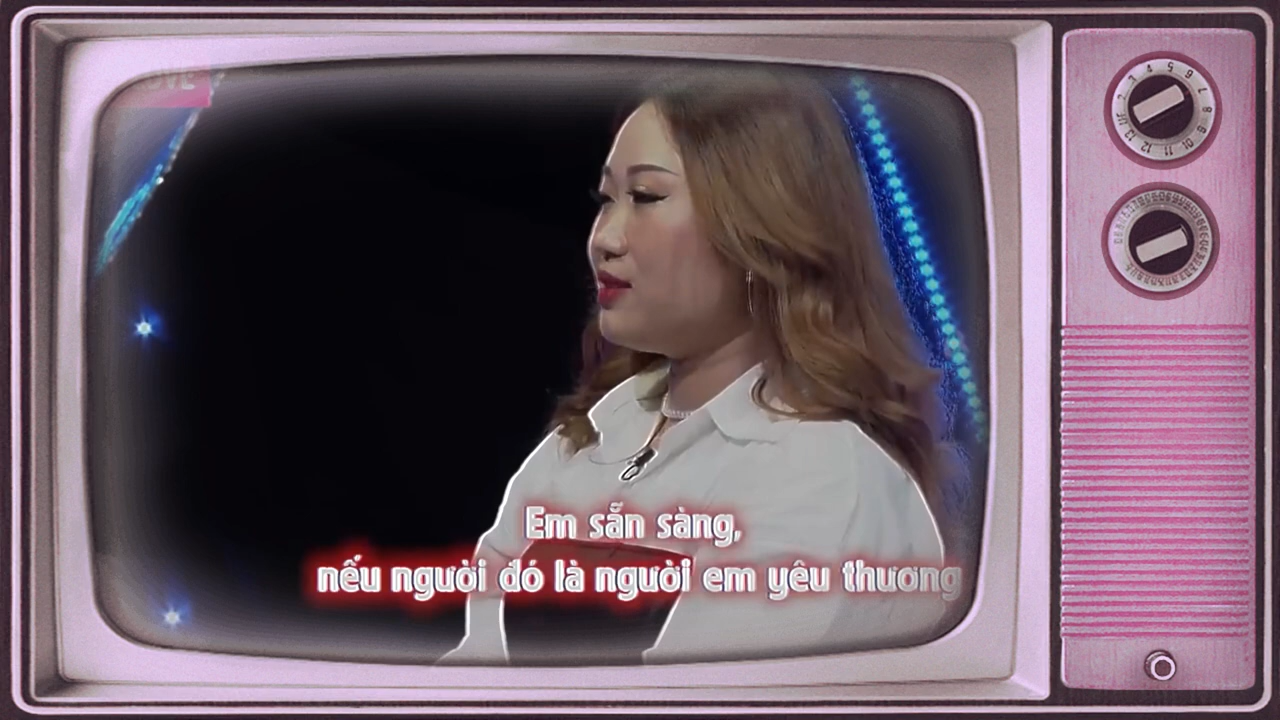 Em sẵn sàng,
nếu người đó là người em yêu thương